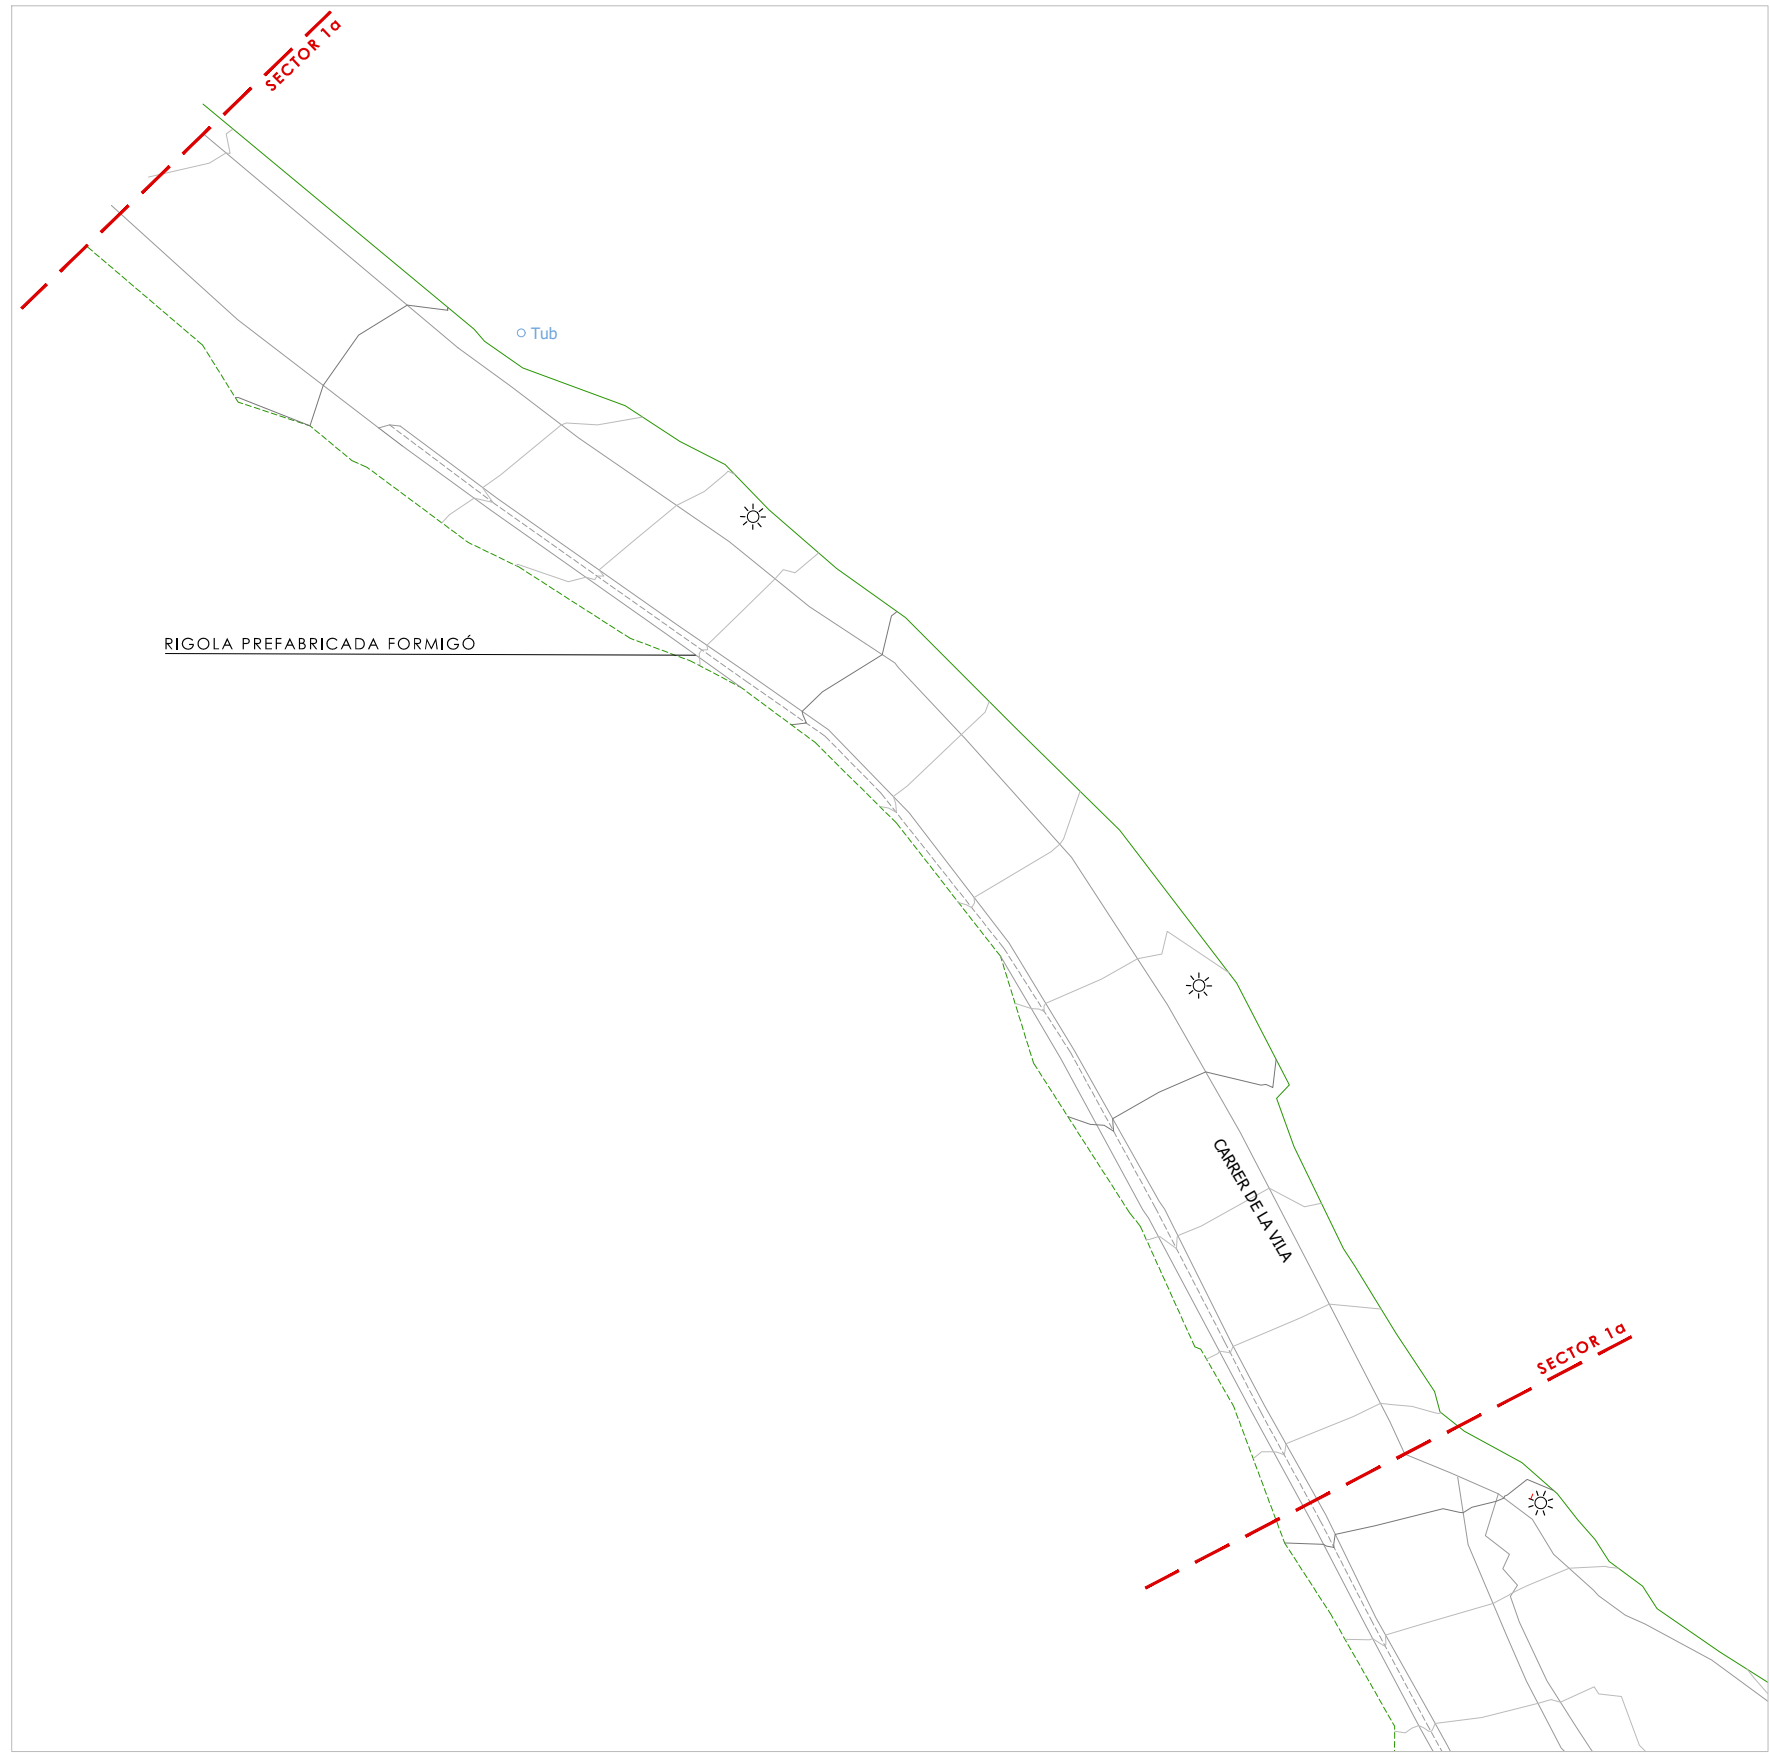 SECTOR 1a
Tub
RIGOLA PREFABRICADA FORMIGÓ
CARRER DE LA VILA
SECTOR 1a